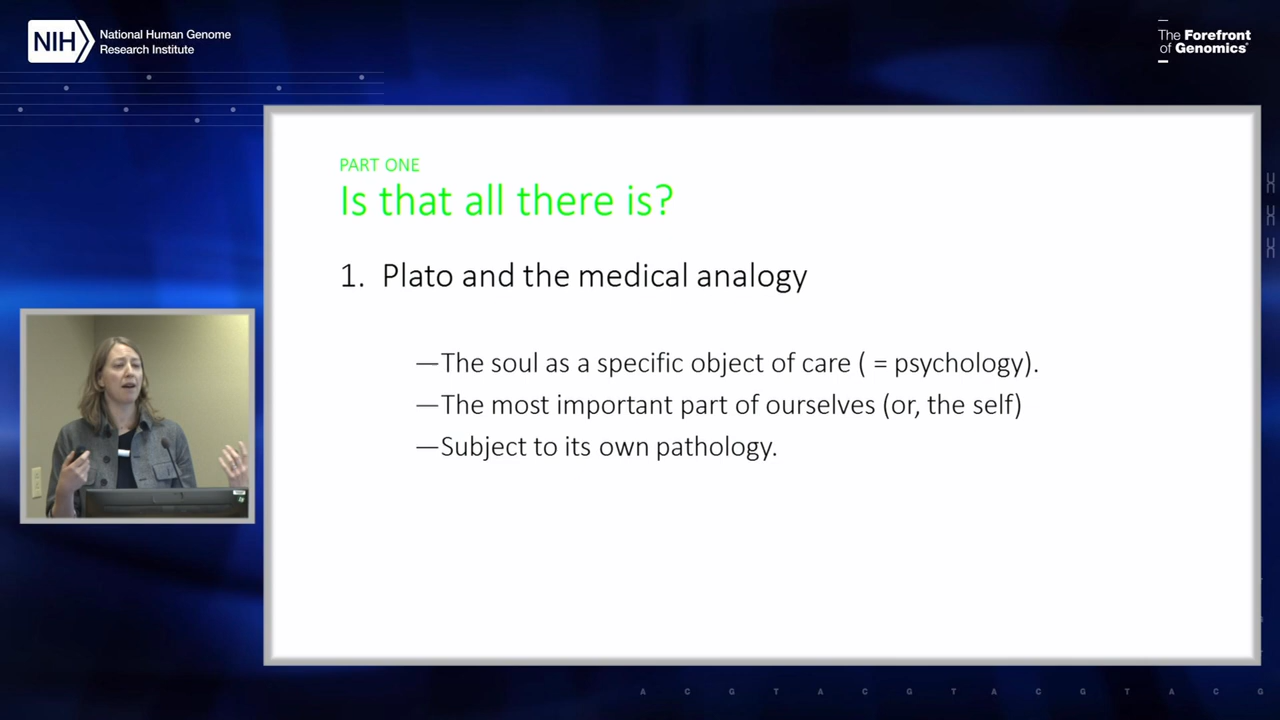 NIH
National Human Genome
Research Institute
The Forefront
of Genomics®
PART ONE
Is that all there is?
1. Plato and the medical analogy
—The soul as a specific object of care ( = psychology).
—The most important part of ourselves (or, the self)
—Subject to its own pathology.
A C G T A C G T A C G T A C G